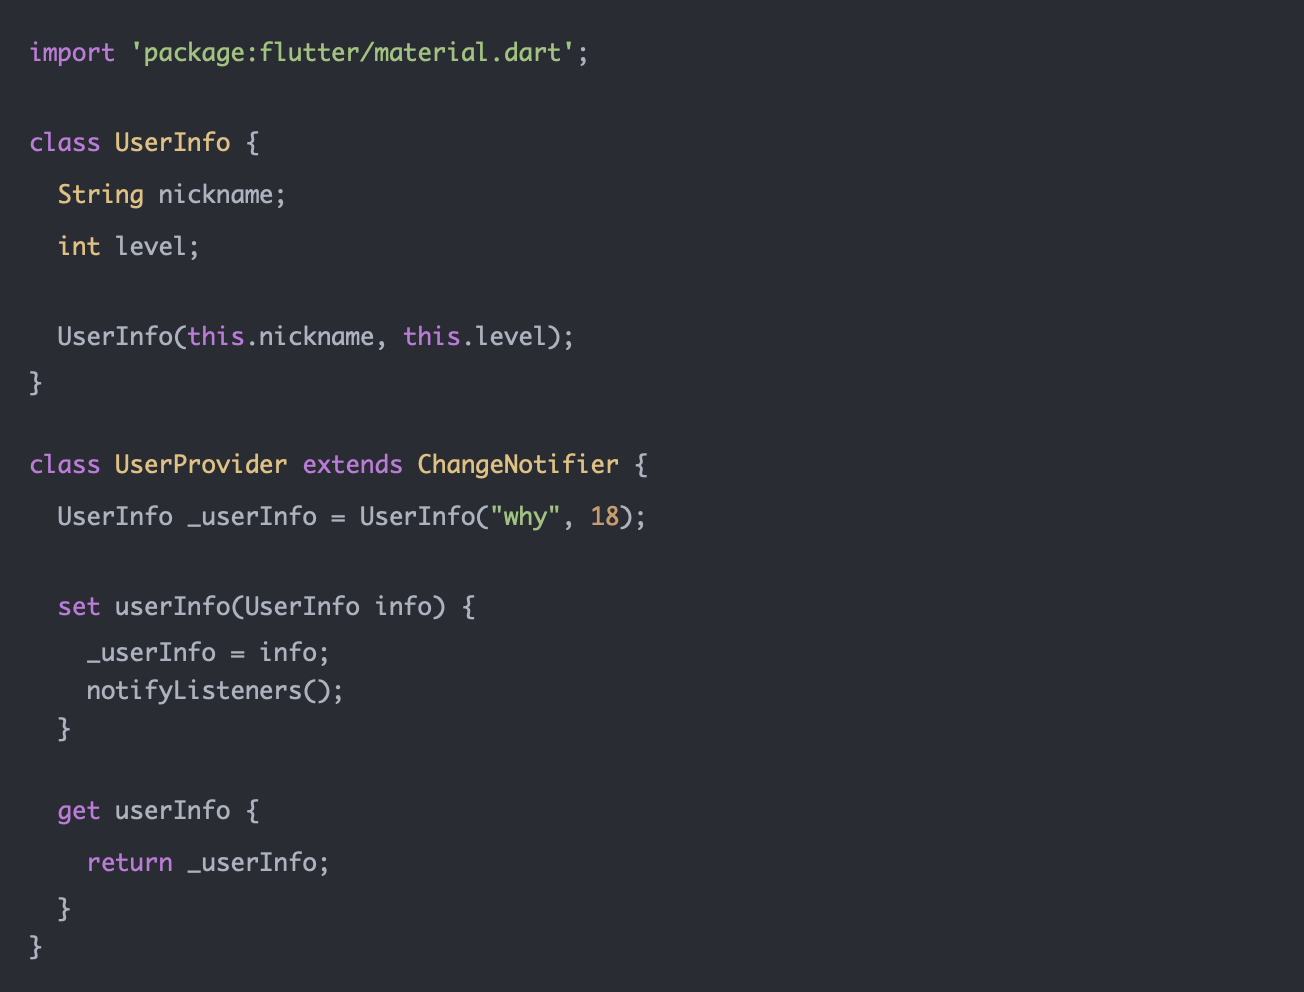 import 'package:flutter/material.dart';
class UserInfo {
  String nickname;
  int level;
  UserInfo(this.nickname, this.level);
}
class UserProvider extends ChangeNotifier {
  UserInfo _userInfo = UserInfo("why", 18);
  set userInfo(UserInfo info) {
    _userInfo = info;
    notifyListeners();
  }
  get userInfo {
    return _userInfo;
  }
}